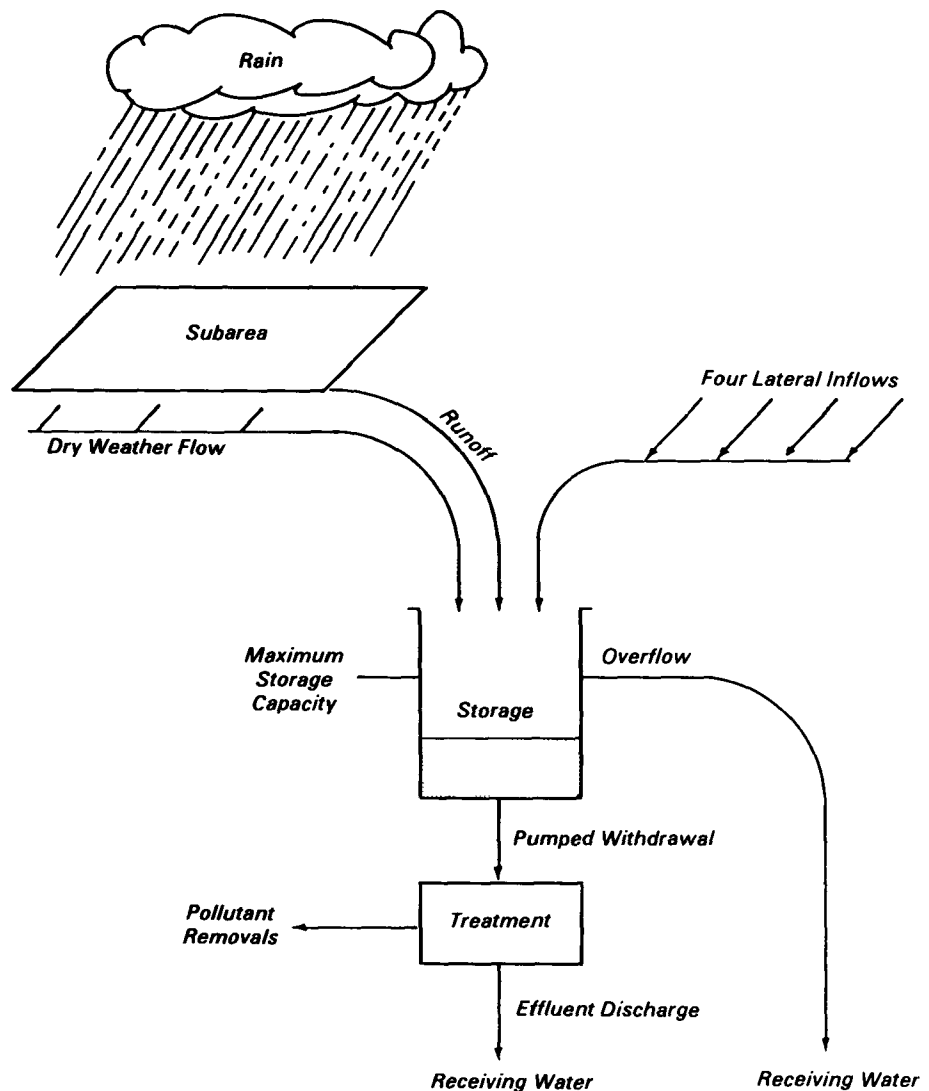 Rain
Subarea
Four Lateral Inflows
Runoff
Dry Weather Flow
Maximum
Storage
Capacity
Overflow
Storage
Pumped Withdrawal
Treatment
Pollutant
Removals
Effluent Discharge
Receiving Water
Receiving Water